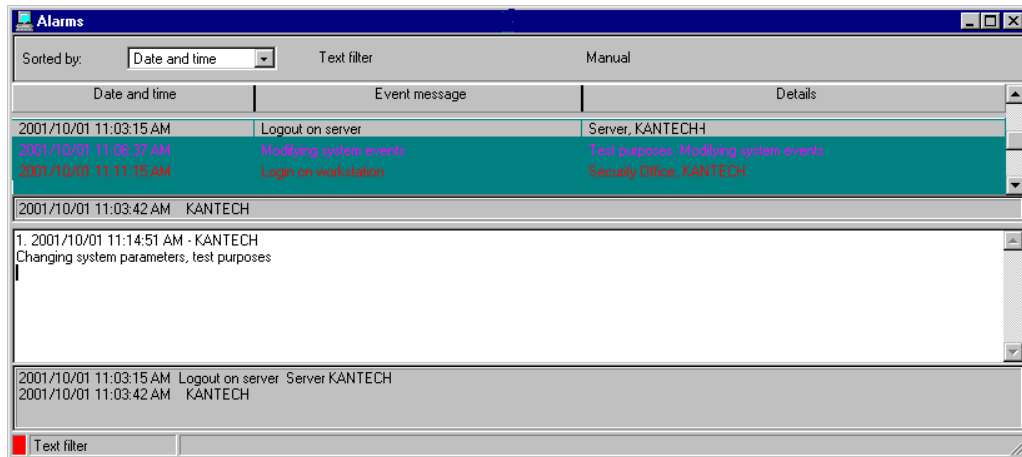 Alarms
Sorted by: Date and time Text filter Manual
Date and time Event message Details
2001/10/01 11:03:15 AM Logout on server Server, KANTECHH
2001/10/01 11:06:37 AM Modifying system events Test purposes, Modifying system events
2001/10/01 11:11:15 AM Login on workstation Security Office, KANTECH
2001/10/01 11:03:42 AM KANTECH
1. 2001/10/01 11:14:51 AM - KANTECH
Changing system parameters, test purposes
2001/10/01 11:03:15 AM Logout on server Server KANTECH
2001/10/01 11:03:42 AM KANTECH
Text filter